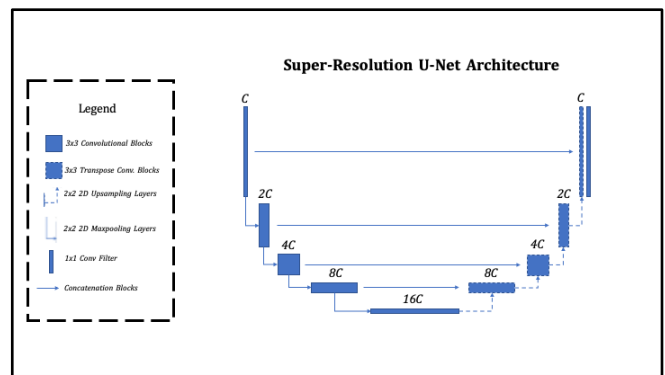 Super-Resolution U-Net Architecture
Legend
3x3 Convolutional Blocks
3x3 Transpose Conv. Blocks
2x2 2D Upsampling Layers
2x2 2D Maxpooling Layers
1x1 Conv Filter
Concatenation Blocks
C
C
2C
2C
4C
4C
8C
8C
16C